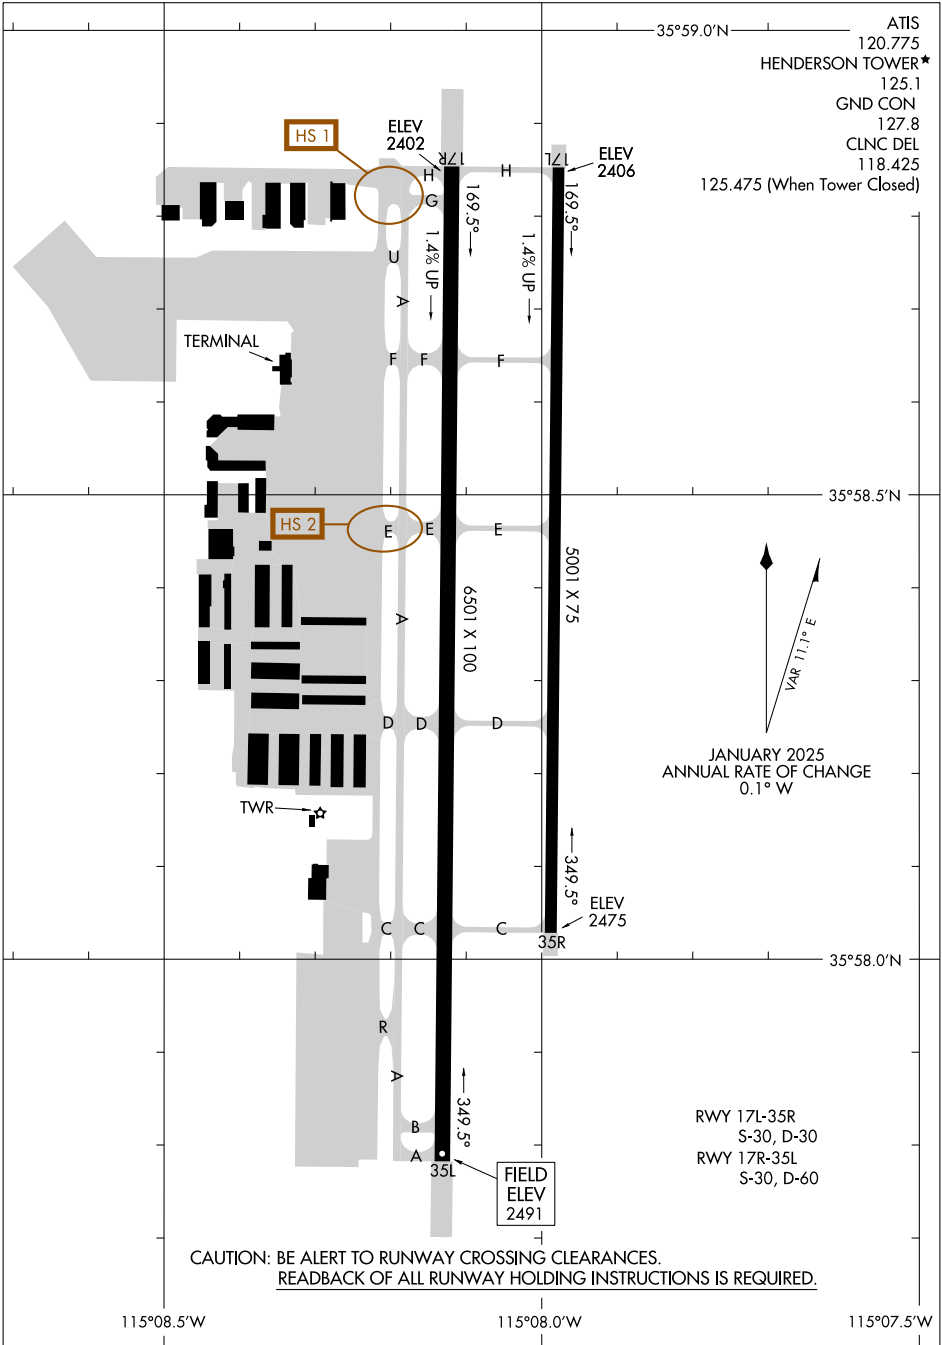 35°59.0'N
ATIS
120.775
HENDERSON TOWER★
125.1
GND CON
127.8
CLNC DEL
118.425
125.475 (When Tower Closed)
HS 1
ELEV
2402
17R
17L
ELEV
2406
H
H
G
169.5°
169.5°
1.4% UP
1.4% UP
U
A
TERMINAL
F
F
F
35°58.5'N
HS 2
E
E
E
5001 X 75
6501 X 100
A
VAR 11.1° E
D
D
D
JANUARY 2025
ANNUAL RATE OF CHANGE
0.1° W
TWR
349.5°
ELEV
2475
C
C
C
35R
35°58.0'N
R
A
349.5°
B
A
35L
RWY 17L-35R
S-30, D-30
RWY 17R-35L
S-30, D-60
FIELD
ELEV
2491
CAUTION: BE ALERT TO RUNWAY CROSSING CLEARANCES.
READBACK OF ALL RUNWAY HOLDING INSTRUCTIONS IS REQUIRED.
115°08.5'W
115°08.0'W
115°07.5'W